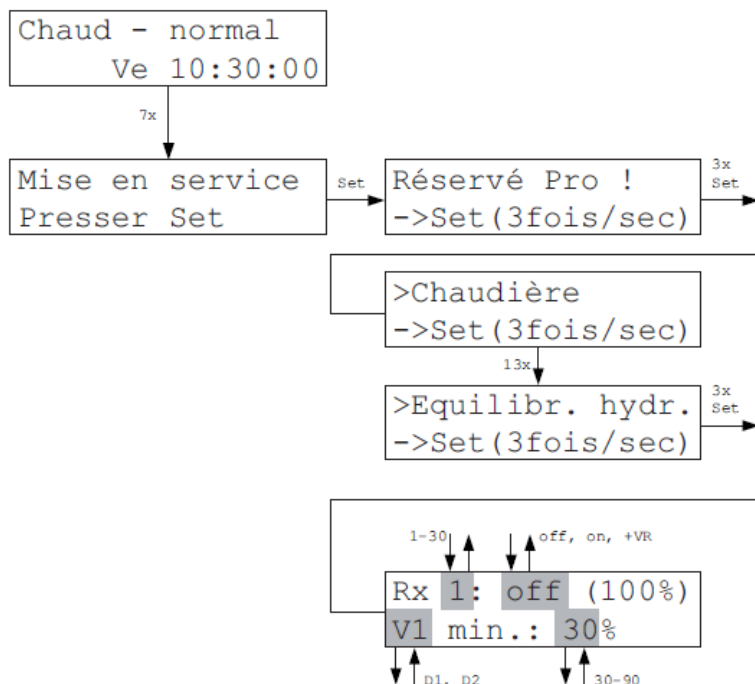 Chaud - normal
Ve 10:30:00
7x
Mise en service
Presser Set
Set
Réservé Pro !
->Set(3fois/sec)
3x
Set
>Chaudière
->Set(3fois/sec)
13x
>Equilibr. hydr.
->Set(3fois/sec)
3x
Set
1-30
off, on, +VR
Rx 1: off (100%)
V1 min.: 30%
D1, D2
30-90